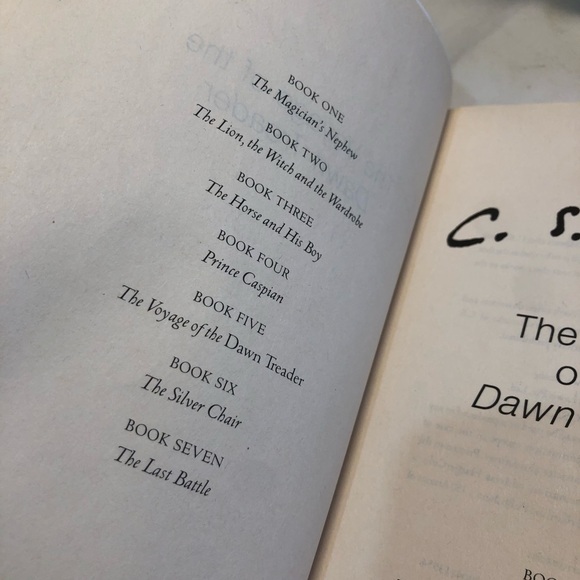 BOOK ONE
The Magician's Nephew
BOOK TWO
The Lion, the Witch and the Wardrobe
BOOK THREE
The Horse and His Boy
BOOK FOUR
Prince Caspian
BOOK FIVE
The Voyage of the Dawn Treader
BOOK SIX
The Silver Chair
BOOK SEVEN
The Last Battle
C. S.
The
o
Dawn
BOO